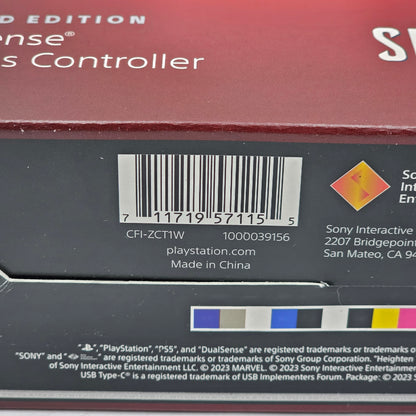 D EDITION
ense®
s Controller
7 11719 57115 5
CFI-ZCT1W 1000039156
playstation.com
Made in China
Sony Interactive
2207 Bridgepoint
San Mateo, CA 94
"PlayStation", "PS5", and "DualSense" are registered trademarks or trademarks o
"SONY" and " " are registered trademarks or trademarks of Sony Group Corporation. "Heighten
of Sony Interactive Entertainment LLC. © 2023 MARVEL. © 2023 Sony Interactive Entertainment
USB Type-C® is a registered trademark of USB Implementers Forum. Package: © 2023 S